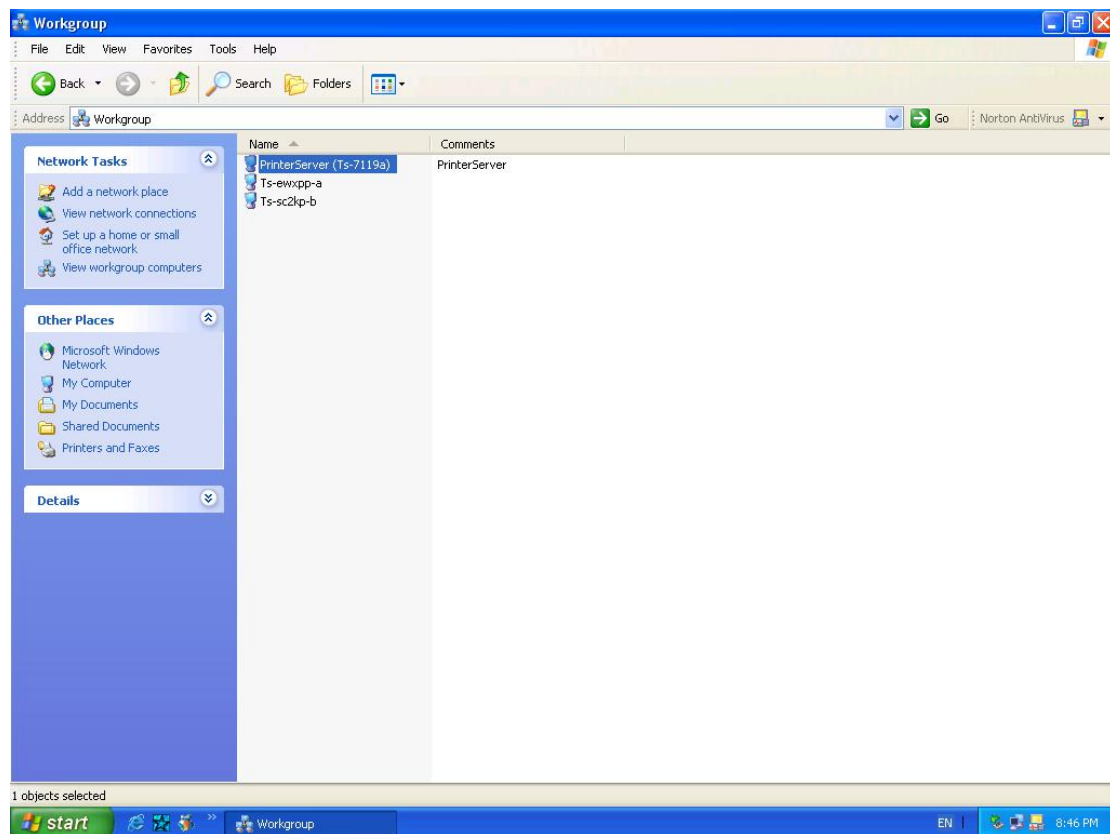 Workgroup
File Edit View Favorites Tools Help
Back Search Folders
Address Workgroup Go Norton AntiVirus
Network Tasks
Add a network place
View network connections
Set up a home or small
office network
View workgroup computers
Other Places
Microsoft Windows
Network
My Computer
My Documents
Shared Documents
Printers and Faxes
Details
Name Comments
PrinterServer (Ts-7119a) PrinterServer
Ts-ewxpp-a
Ts-sc2kp-b
1 objects selected
start Workgroup EN 8:46 PM